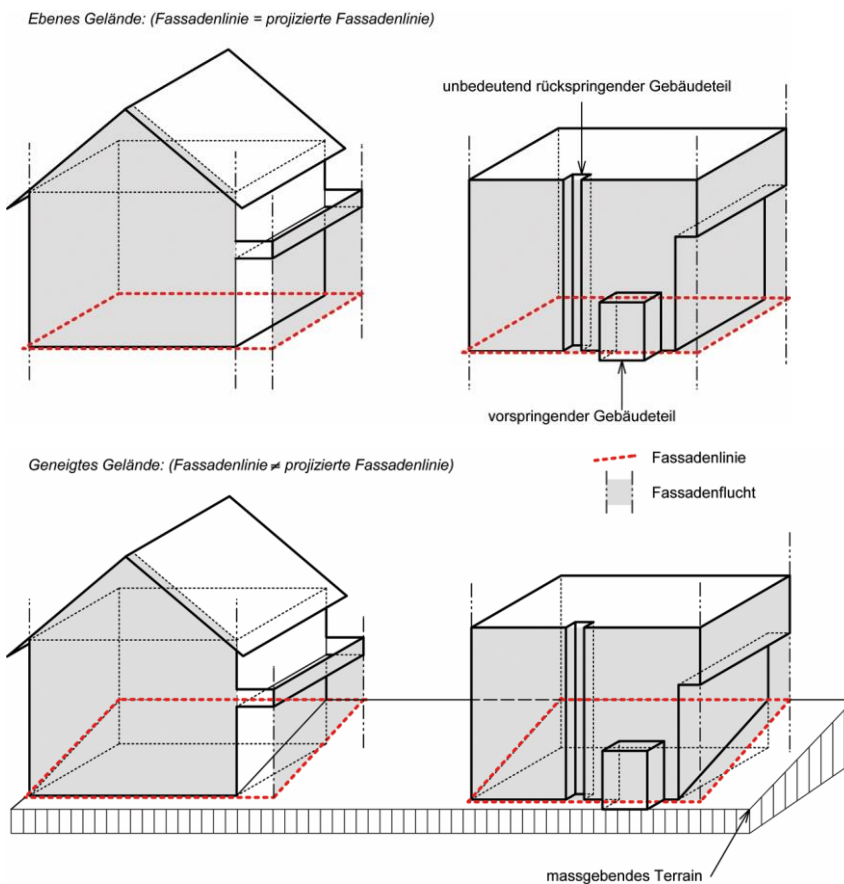 Ebenes Gelände: (Fassadenlinie = projizierte Fassadenlinie)
unbedeutend rückspringender Gebäudeteil
vorspringender Gebäudeteil
Geneigtes Gelände: (Fassadenlinie ≠ projizierte Fassadenlinie)
Fassadenlinie
Fassadenflucht
massgebendes Terrain